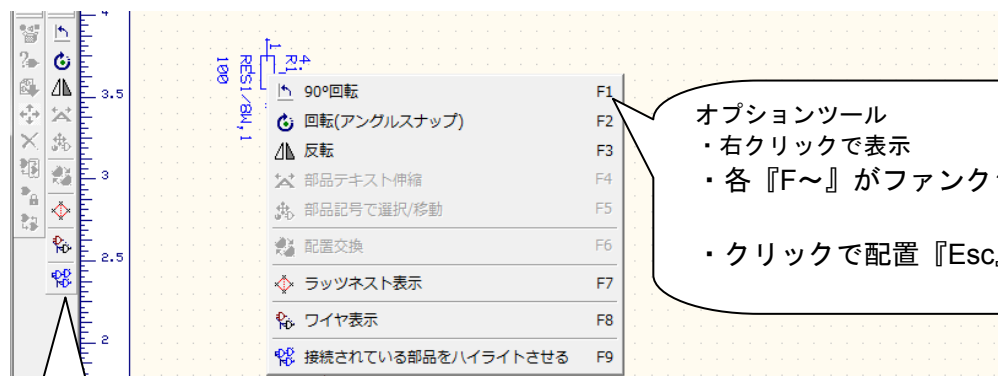 4
3.5
3
2.5
2
1
4
R1
RES1/8W,1
100
90°回転 F1
回転(アングルスナップ) F2
反転 F3
部品テキスト伸縮 F4
部品記号で選択/移動 F5
配置交換 F6
ラッツネスト表示 F7
ワイヤ表示 F8
接続されている部品をハイライトさせる F9
オプションツール
・右クリックで表示
・各『F～』がファンク
・クリックで配置『Esc